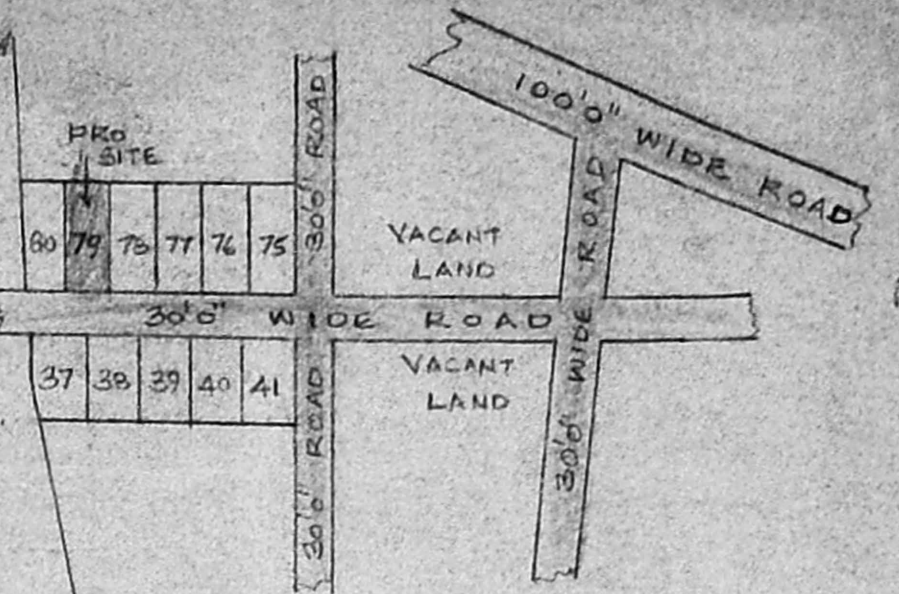 100'0" WIDE ROAD
PRO
SITE
30'0" ROAD
WIDE ROAD
80 79 78 77 76 75
VACANT
LAND
30'0" WIDE ROAD
37 38 39 40 41
VACANT
LAND
30'0" ROAD
30'0"